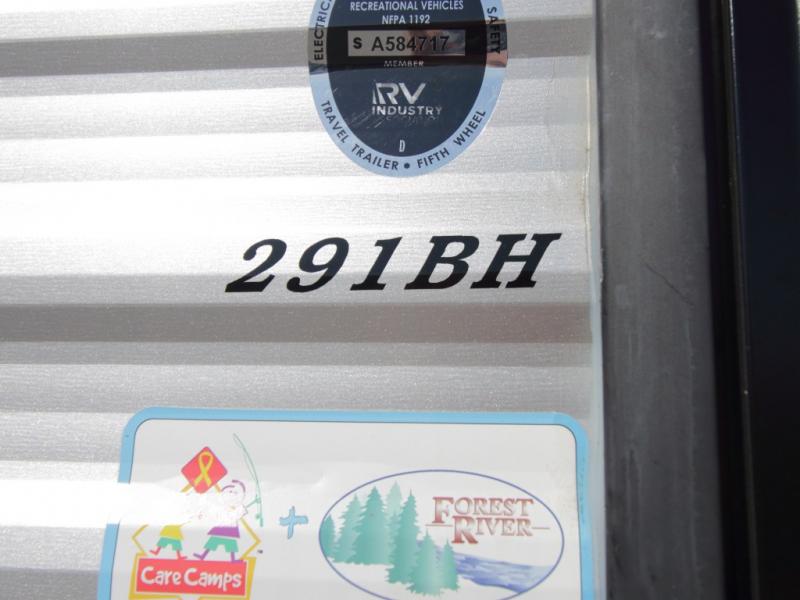 ELECTRICAL
RECREATIONAL VEHICLES
NFPA 1192
SAFETY
S A584717
MEMBER
RV
INDUSTRY
D
TRAVEL TRAILER • FIFTH WHEEL
291BH
Care Camps
+
FOREST
RIVER